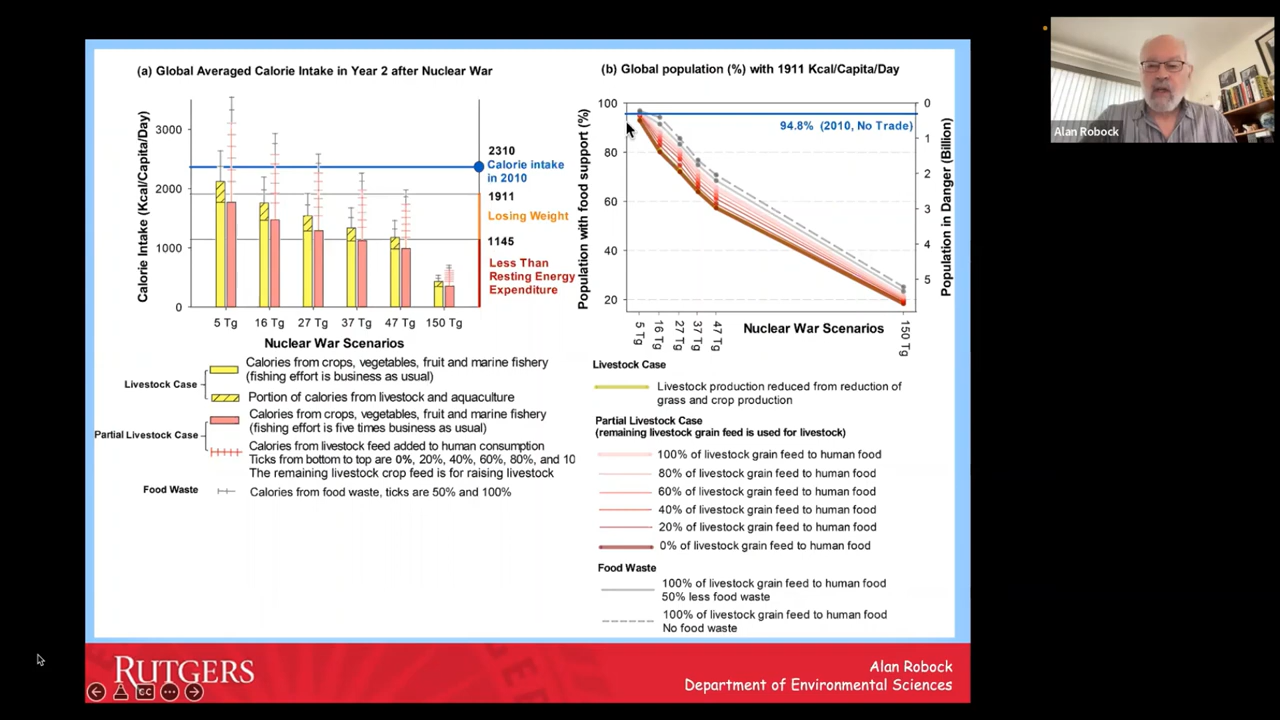 (a) Global Averaged Calorie Intake in Year 2 after Nuclear War
Calorie Intake (Kcal/Capita/Day)
3000
2000
1000
0
5 Tg
16 Tg
27 Tg
37 Tg
47 Tg
150 Tg
Nuclear War Scenarios
2310
Calorie intake
in 2010
1911
Losing Weight
1145
Less Than
Resting Energy
Expenditure
Livestock Case
Calories from crops, vegetables, fruit and marine fishery
(fishing effort is business as usual)
Portion of calories from livestock and aquaculture
Partial Livestock Case
Calories from crops, vegetables, fruit and marine fishery
(fishing effort is five times business as usual)
Calories from livestock feed added to human consumption
Ticks from bottom to top are 0%, 20%, 40%, 60%, 80%, and 10
The remaining livestock crop feed is for raising livestock
Food Waste
Calories from food waste, ticks are 50% and 100%
(b) Global population (%) with 1911 Kcal/Capita/Day
Population with food support (%)
100
80
60
40
20
94.8% (2010, No Trade)
0
1
2
3
4
5
Population in Danger (Billion)
5 Tg
16 Tg
27 Tg
37 Tg
47 Tg
Nuclear War Scenarios
150 Tg
Livestock Case
Livestock production reduced from reduction of
grass and crop production
Partial Livestock Case
(remaining livestock grain feed is used for livestock)
100% of livestock grain feed to human food
80% of livestock grain feed to human food
60% of livestock grain feed to human food
40% of livestock grain feed to human food
20% of livestock grain feed to human food
0% of livestock grain feed to human food
Food Waste
100% of livestock grain feed to human food
50% less food waste
100% of livestock grain feed to human food
No food waste
RUTGERS
CC
Alan Robock
Department of Environmental Sciences
Alan Robock